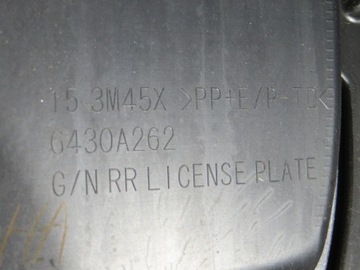 15 3M45X >PP+E/P-TD<
6430A262
G/N RR LICENSE PLATE